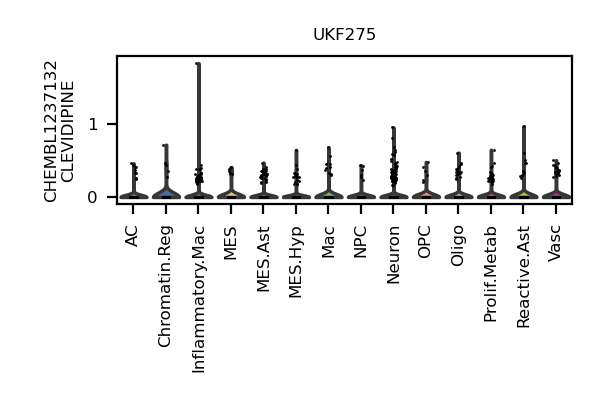 UKF275
CHEMBL1237132
CLEVIDIPINE
1
0
AC
Chromatin.Reg
Inflammatory.Mac
MES
MES.Ast
MES.Hyp
Mac
NPC
Neuron
OPC
Oligo
Prolif.Metab
Reactive.Ast
Vasc